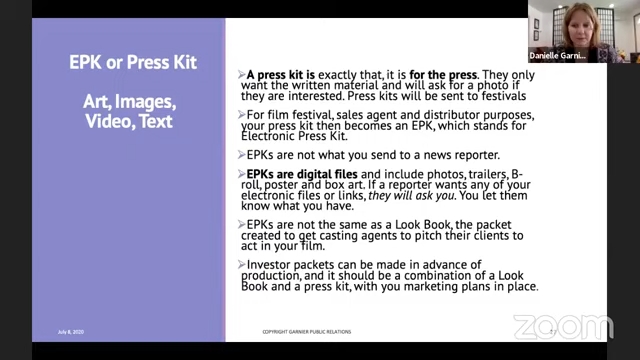 EPK or Press Kit
Art, Images,
Video, Text
A press kit is exactly that, it is for the press. They only
want the written material and will ask for a photo if
they are interested. Press kits will be sent to festivals
For film festival, sales agent and distributor purposes,
your press kit then becomes an EPK, which stands for
Electronic Press Kit.
EPKs are not what you send to a news reporter.
EPKs are digital files and include photos, trailers, B-
roll, poster and box art. If a reporter wants any of your
electronic files or links, they will ask you. You let them
know what you have.
EPKs are not the same as a Look Book, the packet
created to get casting agents to pitch their clients to
act in your film.
Investor packets can be made in advance of
production, and it should be a combination of a Look
Book and a press kit, with you marketing plans in place.
July 8, 2020
COPYRIGHT GARNIER PUBLIC RELATIONS
Danielle Garni...
zoom